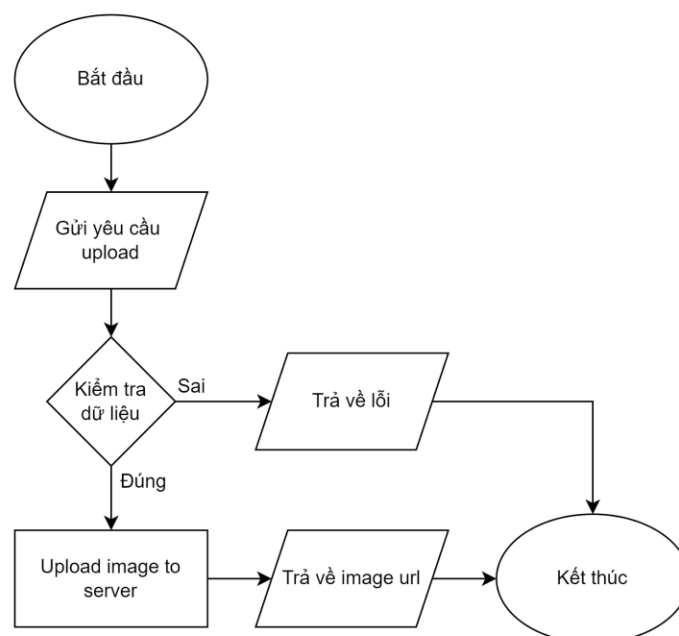 Bắt đầu
Gửi yêu cầu
upload
Kiểm tra
dữ liệu
Sai
Trả về lỗi
Đúng
Upload image to
server
Trả về image url
Kết thúc